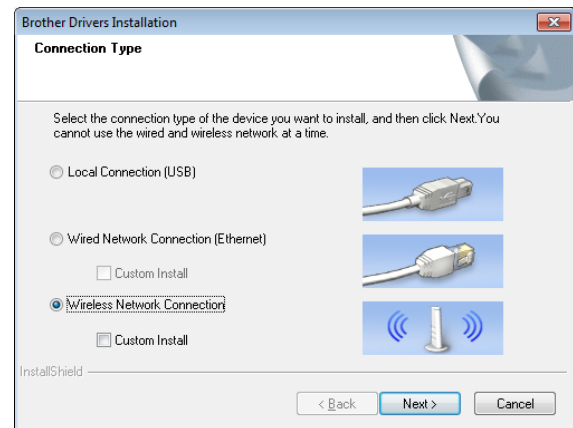 Brother Drivers Installation
Connection Type
Select the connection type of the device you want to install, and then click Next.You
cannot use the wired and wireless network at a time.
Local Connection (USB)
Wired Network Connection (Ethernet)
Custom Install
Wireless Network Connection
Custom Install
InstallShield
< Back
Next >
Cancel